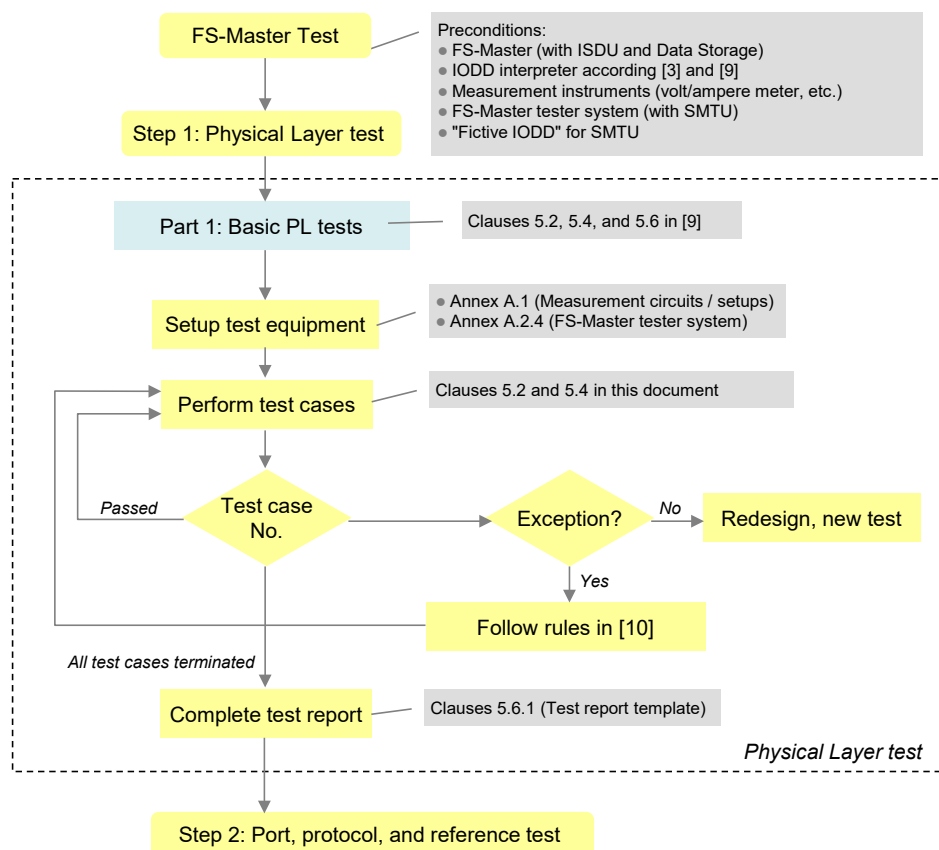 FS-Master Test
Preconditions:
● FS-Master (with ISDU and Data Storage)
● IODD interpreter according [3] and [9]
● Measurement instruments (volt/ampere meter, etc.)
● FS-Master tester system (with SMTU)
● "Fictive IODD" for SMTU
Step 1: Physical Layer test
Part 1: Basic PL tests
Clauses 5.2, 5.4, and 5.6 in [9]
Setup test equipment
● Annex A.1 (Measurement circuits / setups)
● Annex A.2.4 (FS-Master tester system)
Perform test cases
Clauses 5.2 and 5.4 in this document
Passed
Test case
No.
Exception?
No
Redesign, new test
Yes
Follow rules in [10]
All test cases terminated
Complete test report
Clauses 5.6.1 (Test report template)
Physical Layer test
Step 2: Port, protocol, and reference test